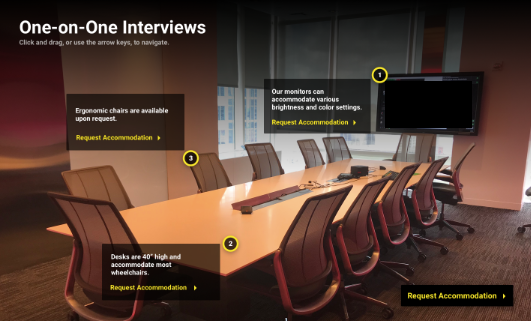 One-on-One Interviews
Click and drag, or use the arrow keys, to navigate.
1
Our monitors can
accommodate various
brightness and color settings.
Request Accommodation
Ergonomic chairs are available
upon request.
Request Accommodation
3
2
Desks are 40" high and
accommodate most
wheelchairs.
Request Accommodation
Request Accommodation